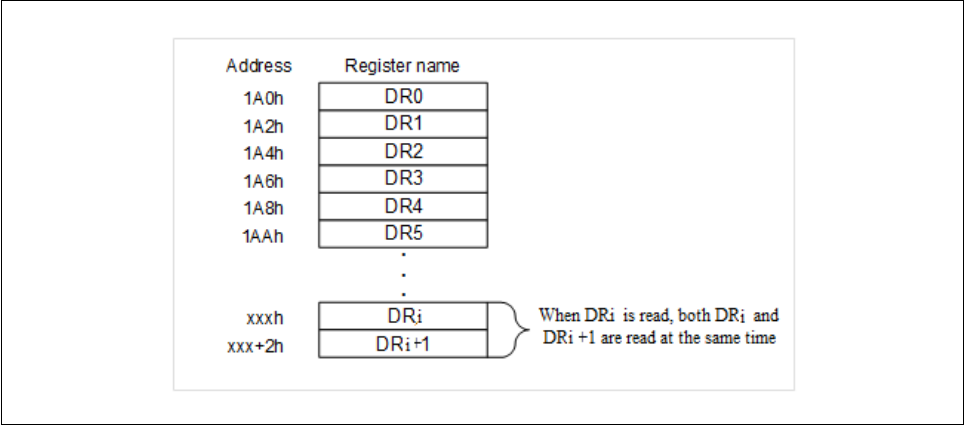 Address Register name
1A0h DR0
1A2h DR1
1A4h DR2
1A6h DR3
1A8h DR4
1AAh DR5
.
.
.
xxxh DRi
xxx+2h DRi+1
When DRi is read, both DRi and
DRi +1 are read at the same time